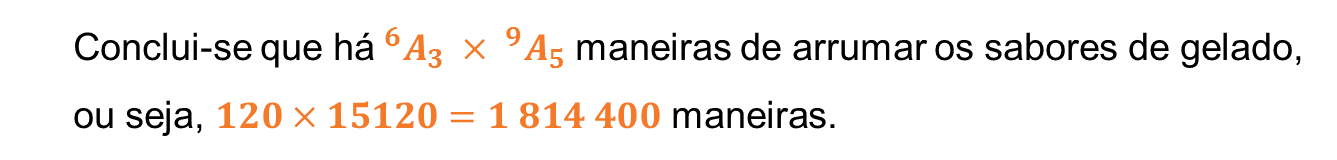 Conclui-se que há ⁶A₃ × ⁹A₅ maneiras de arrumar os sabores de gelado,
ou seja, 120 × 15120 = 1 814 400 maneiras.